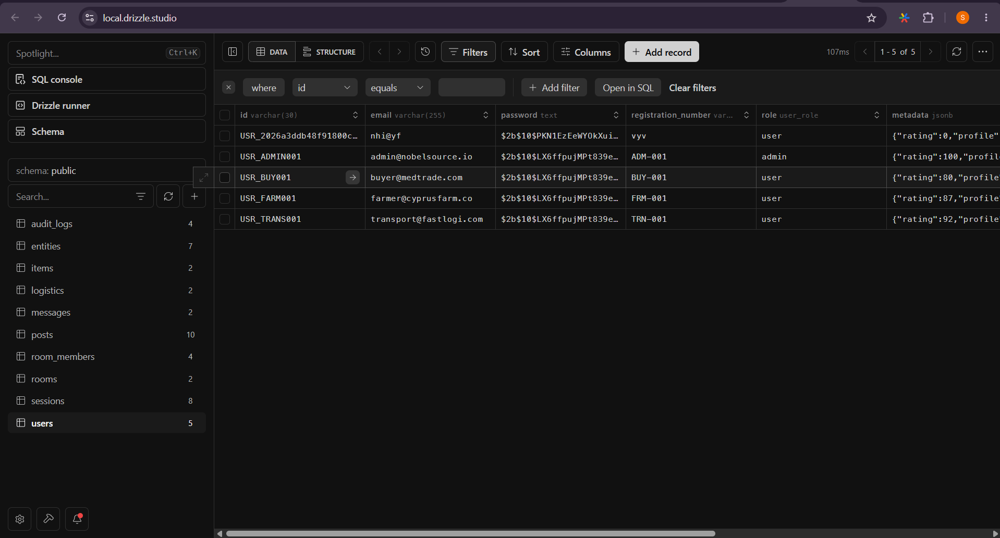 local.drizzle.studio
S
Spotlight...
Ctrl+K
SQL console
Drizzle runner
Schema
schema: public
Search...
audit_logs 4
entities 7
items 2
logistics 2
messages 2
posts 10
room_members 4
rooms 2
sessions 8
users 5
DATA STRUCTURE Filters Sort Columns + Add record 107ms 1 - 5 of 5
where id equals + Add filter Open in SQL Clear filters
id varchar(30) email varchar(255) password text registration_number var... role user_role metadata jsonb
USR_2026a3ddb48f91800c... nhi@yf $2b$10$PKN1EzEeWYOkXui... vyv user {"rating":0,"profile"
USR_ADMIN001 admin@nobelsource.io $2b$10$LX6ffpujMPt839e... ADM-001 admin {"rating":100,"profil
USR_BUY001 buyer@medtrade.com $2b$10$LX6ffpujMPt839e... BUY-001 user {"rating":80,"profile
USR_FARM001 farmer@cyprusfarm.co $2b$10$LX6ffpujMPt839e... FRM-001 user {"rating":87,"profile
USR_TRANS001 transport@fastlogi.com $2b$10$LX6ffpujMPt839e... TRN-001 user {"rating":92,"profile